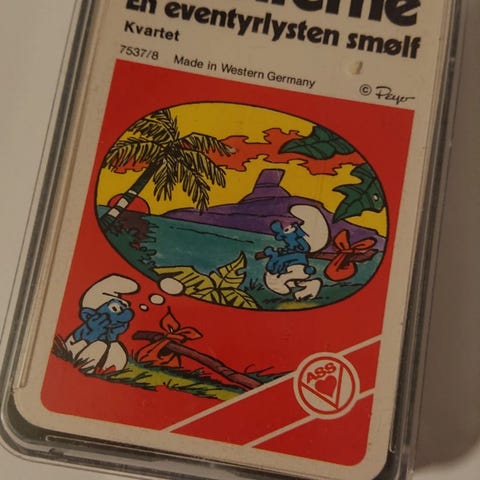 En eventyrlysten smølf
Kvartet
7537/8 Made in Western Germany
© Peyo
ASS